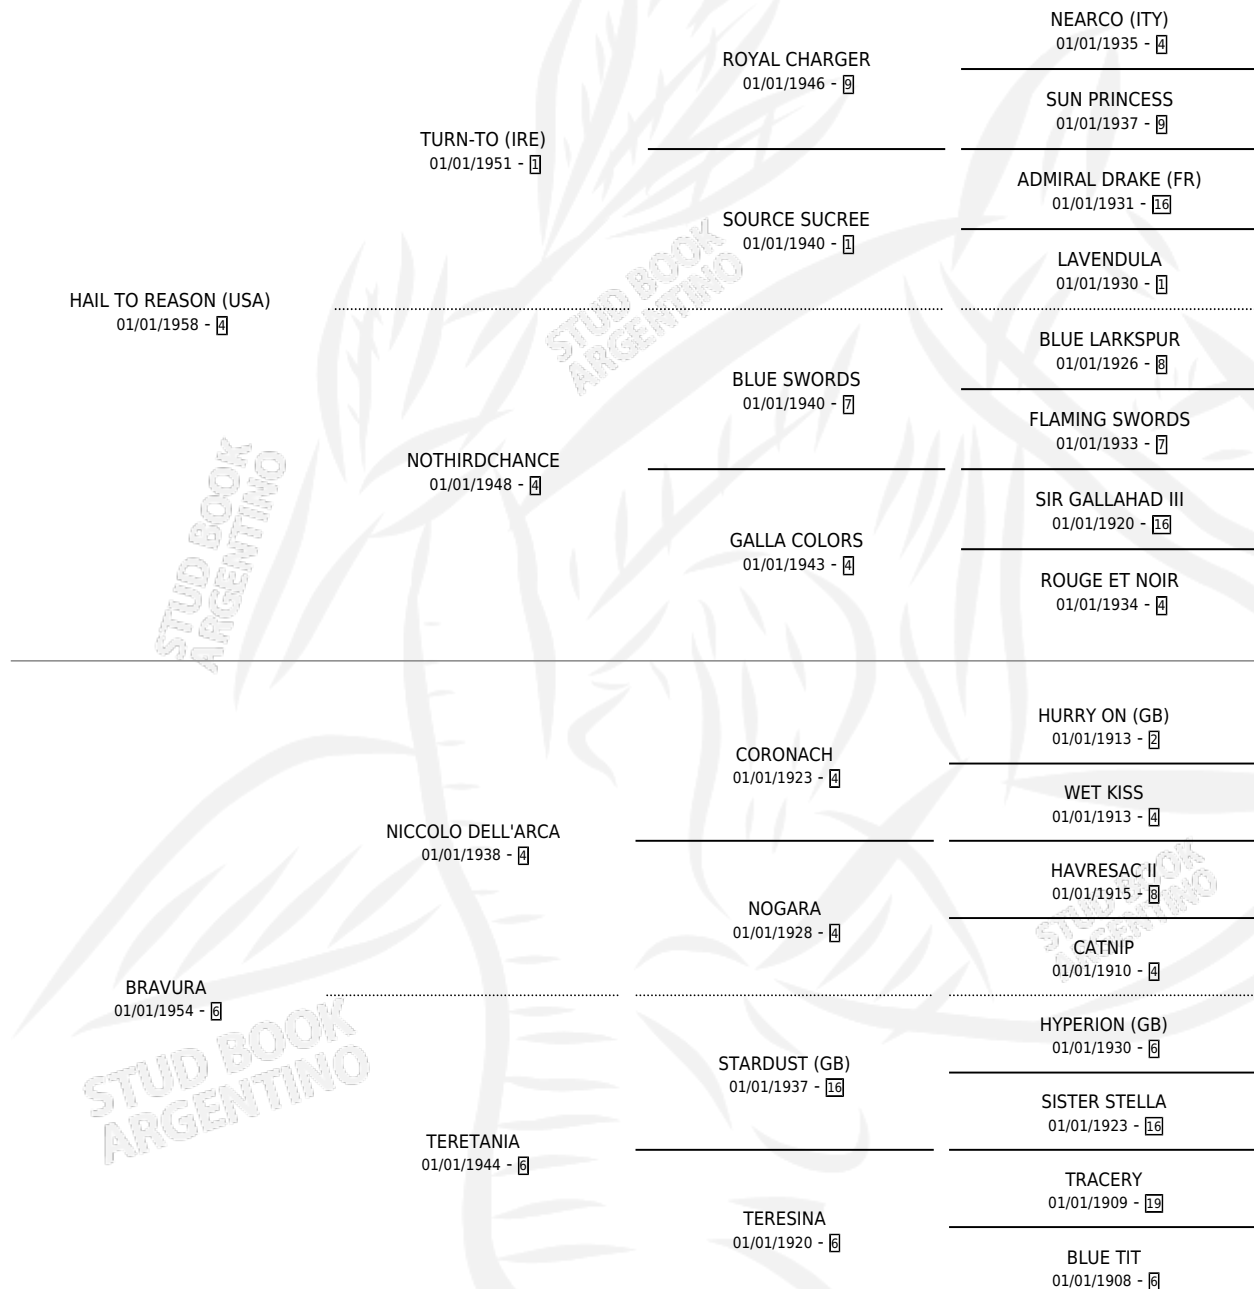 NEARCO (ITY)
01/01/1935 - 4
ROYAL CHARGER
01/01/1946 - 9
SUN PRINCESS
01/01/1937 - 9
TURN-TO (IRE)
01/01/1951 - 1
ADMIRAL DRAKE (FR)
01/01/1931 - 16
SOURCE SUCREE
01/01/1940 - 1
LAVENDULA
01/01/1930 - 1
HAIL TO REASON (USA)
01/01/1958 - 4
STUD BOOK
ARGENTINO
BLUE LARKSPUR
01/01/1926 - 8
BLUE SWORDS
01/01/1940 - 7
FLAMING SWORDS
01/01/1933 - 7
NOTHIRDCHANCE
01/01/1948 - 4
SIR GALLAHAD III
01/01/1920 - 16
GALLA COLORS
01/01/1943 - 4
ROUGE ET NOIR
01/01/1934 - 4
STUD BOOK
ARGENTINO
HURRY ON (GB)
01/01/1913 - 2
CORONACH
01/01/1923 - 4
WET KISS
01/01/1913 - 4
NICCOLO DELL'ARCA
01/01/1938 - 4
HAVRESAC II
01/01/1915 - 8
NOGARA
01/01/1928 - 4
CATNIP
01/01/1910 - 4
STUD BOOK
ARGENTINO
BRAVURA
01/01/1954 - 6
HYPERION (GB)
01/01/1930 - 6
STARDUST (GB)
01/01/1937 - 16
SISTER STELLA
01/01/1923 - 16
STUD BOOK
ARGENTINO
TERETANIA
01/01/1944 - 6
TRACERY
01/01/1909 - 19
TERESINA
01/01/1920 - 6
BLUE TIT
01/01/1908 - 6